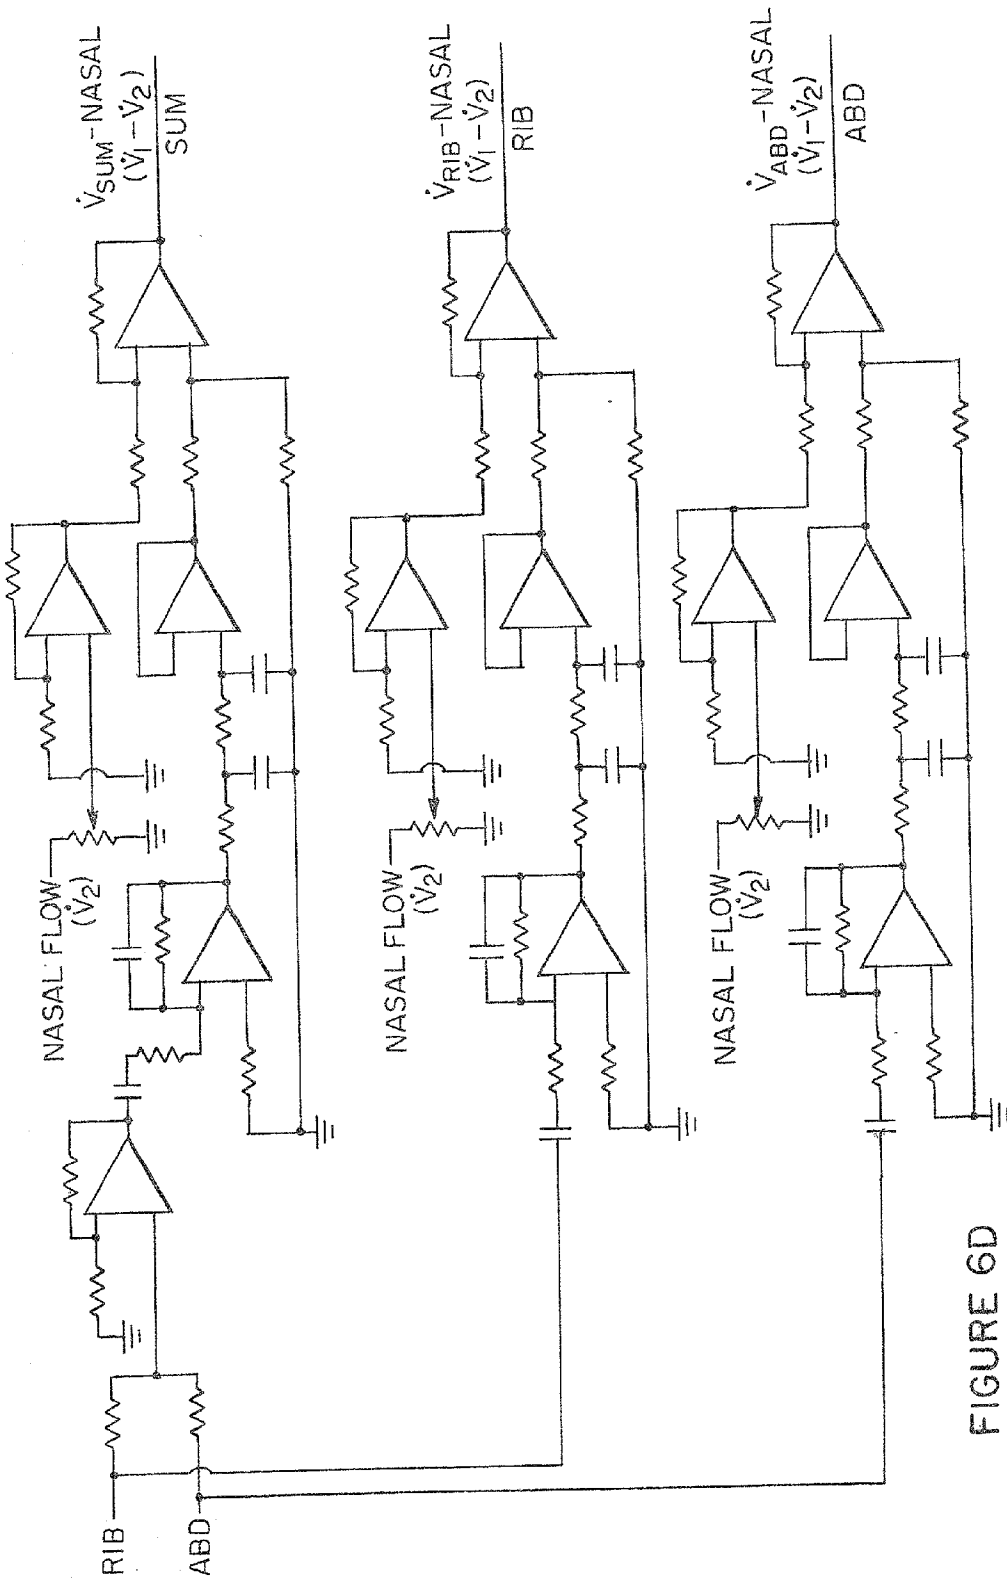 V̇SUM-NASAL
(V̇1-V̇2)
SUM
NASAL FLOW
(V̇2)
V̇RIB-NASAL
(V̇1-V̇2)
RIB
NASAL FLOW
(V̇2)
V̇ABD-NASAL
(V̇1-V̇2)
ABD
NASAL FLOW
(V̇2)
RIB
ABD
FIGURE 6D